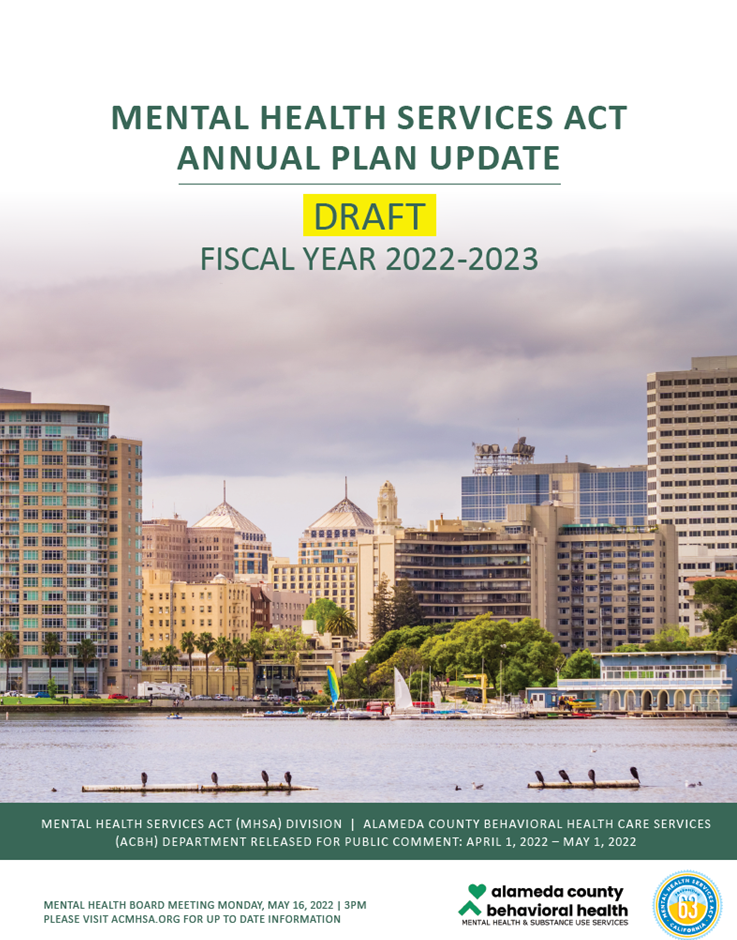 MENTAL HEALTH SERVICES ACT
ANNUAL PLAN UPDATE
DRAFT
FISCAL YEAR 2022-2023
MENTAL HEALTH SERVICES ACT (MHSA) DIVISION | ALAMEDA COUNTY BEHAVIORAL HEALTH CARE SERVICES
(ACBH) DEPARTMENT RELEASED FOR PUBLIC COMMENT: APRIL 1, 2022 – MAY 1, 2022
MENTAL HEALTH BOARD MEETING MONDAY, MAY 16, 2022 | 3PM
PLEASE VISIT ACMHSA.ORG FOR UP TO DATE INFORMATION
alameda county
behavioral health
MENTAL HEALTH & SUBSTANCE USE SERVICES
MENTAL HEALTH SERVICES ACT
63
CALIFORNIA